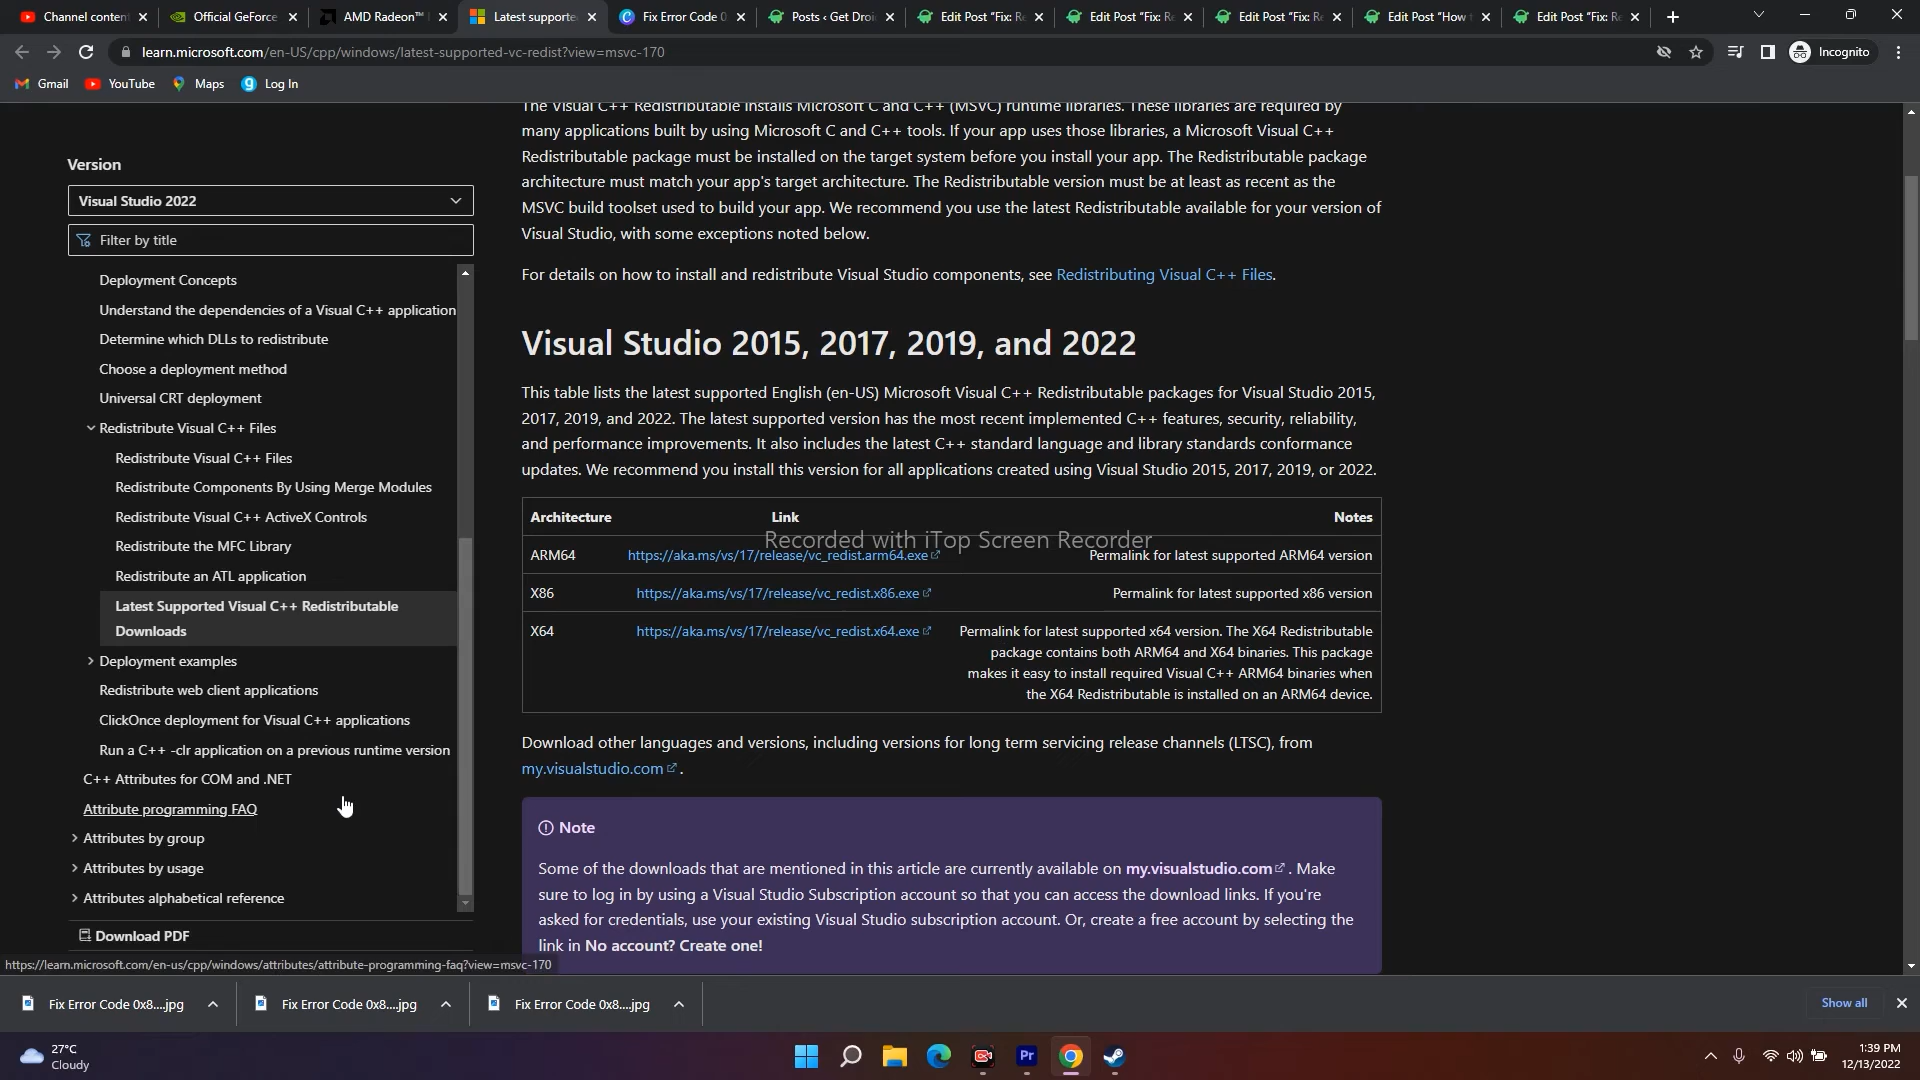 Channel content
Official GeForce
AMD Radeon™
Latest supporte
Fix Error Code 0
Posts ‹ Get Droi
Edit Post "Fix: R
Edit Post "Fix: R
Edit Post "Fix: R
Edit Post "How
Edit Post "Fix: R
learn.microsoft.com/en-US/cpp/windows/latest-supported-vc-redist?view=msvc-170
Incognito
Gmail
YouTube
Maps
Log In
Version
Visual Studio 2022
Filter by title
Deployment Concepts
Understand the dependencies of a Visual C++ application
Determine which DLLs to redistribute
Choose a deployment method
Universal CRT deployment
Redistribute Visual C++ Files
Redistribute Visual C++ Files
Redistribute Components By Using Merge Modules
Redistribute Visual C++ ActiveX Controls
Redistribute the MFC Library
Redistribute an ATL application
Latest Supported Visual C++ Redistributable
Downloads
Deployment examples
Redistribute web client applications
ClickOnce deployment for Visual C++ applications
Run a C++ -clr application on a previous runtime version
C++ Attributes for COM and .NET
Attribute programming FAQ
Attributes by group
Attributes by usage
Attributes alphabetical reference
Download PDF
https://learn.microsoft.com/en-us/cpp/windows/attributes/attribute-programming-faq?view=msvc-170
The Visual C++ Redistributable installs Microsoft C and C++ (MSVC) runtime libraries. These libraries are required by
many applications built by using Microsoft C and C++ tools. If your app uses those libraries, a Microsoft Visual C++
Redistributable package must be installed on the target system before you install your app. The Redistributable package
architecture must match your app's target architecture. The Redistributable version must be at least as recent as the
MSVC build toolset used to build your app. We recommend you use the latest Redistributable available for your version of
Visual Studio, with some exceptions noted below.
For details on how to install and redistribute Visual Studio components, see Redistributing Visual C++ Files.
Visual Studio 2015, 2017, 2019, and 2022
This table lists the latest supported English (en-US) Microsoft Visual C++ Redistributable packages for Visual Studio 2015,
2017, 2019, and 2022. The latest supported version has the most recent implemented C++ features, security, reliability,
and performance improvements. It also includes the latest C++ standard language and library standards conformance
updates. We recommend you install this version for all applications created using Visual Studio 2015, 2017, 2019, or 2022.
Architecture Link Notes
Recorded with iTop Screen Recorder
ARM64 https://aka.ms/vs/17/release/vc_redist.arm64.exe Permalink for latest supported ARM64 version
X86 https://aka.ms/vs/17/release/vc_redist.x86.exe Permalink for latest supported x86 version
X64 https://aka.ms/vs/17/release/vc_redist.x64.exe Permalink for latest supported x64 version. The X64 Redistributable
package contains both ARM64 and X64 binaries. This package
makes it easy to install required Visual C++ ARM64 binaries when
the X64 Redistributable is installed on an ARM64 device.
Download other languages and versions, including versions for long term servicing release channels (LTSC), from
my.visualstudio.com .
Note
Some of the downloads that are mentioned in this article are currently available on my.visualstudio.com . Make
sure to log in by using a Visual Studio Subscription account so that you can access the download links. If you're
asked for credentials, use your existing Visual Studio subscription account. Or, create a free account by selecting the
link in No account? Create one!
Fix Error Code 0x8....jpg
Fix Error Code 0x8....jpg
Fix Error Code 0x8....jpg
Show all
27°C
Cloudy
Pr
1:39 PM
12/13/2022